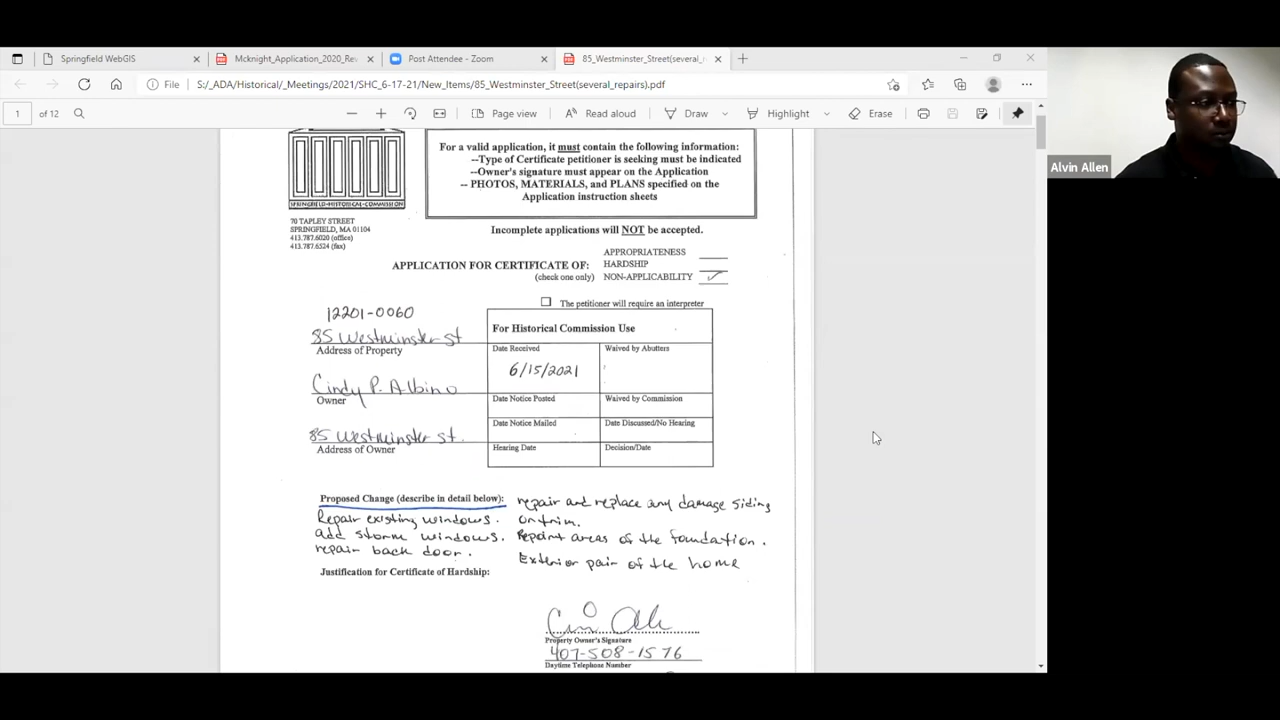 Springfield WebGIS
Mcknight_Application_2020_Rev
Post Attendee - Zoom
85_Westminster_Street(several_r
File
S:/_ADA/Historical/_Meetings/2021/SHC_6-17-21/New_Items/85_Westminster_Street(several_repairs).pdf
1 of 12
Page view
Read aloud
Draw
Highlight
Erase
Alvin Allen
For a valid application, it must contain the following information:
--Type of Certificate petitioner is seeking must be indicated
--Owner's signature must appear on the Application
-- PHOTOS, MATERIALS, and PLANS specified on the
Application instruction sheets
SPRINGFIELD·HISTORICAL·COMMISSION
70 TAPLEY STREET
SPRINGFIELD, MA 01104
413.787.6020 (office)
413.787.6524 (fax)
Incomplete applications will NOT be accepted.
APPLICATION FOR CERTIFICATE OF:
(check one only)
APPROPRIATENESS
HARDSHIP
NON-APPLICABILITY ✓
The petitioner will require an interpreter
12201-0060
85 Westminster st
Address of Property
Cindy P. Albino
Owner
85 Westminster st.
Address of Owner
For Historical Commission Use
Date Received
6/15/2021
Waived by Abutters
Date Notice Posted
Waived by Commission
Date Notice Mailed
Date Discussed/No Hearing
Hearing Date
Decision/Date
Proposed Change (describe in detail below):
Repair existing windows.
add storm windows.
repair back door.
repair and replace any damage siding
on trim.
Repoint areas of the foundation.
Exterior pair of the home
Justification for Certificate of Hardship:
Property Owner's Signature
407-508-1576
Daytime Telephone Number